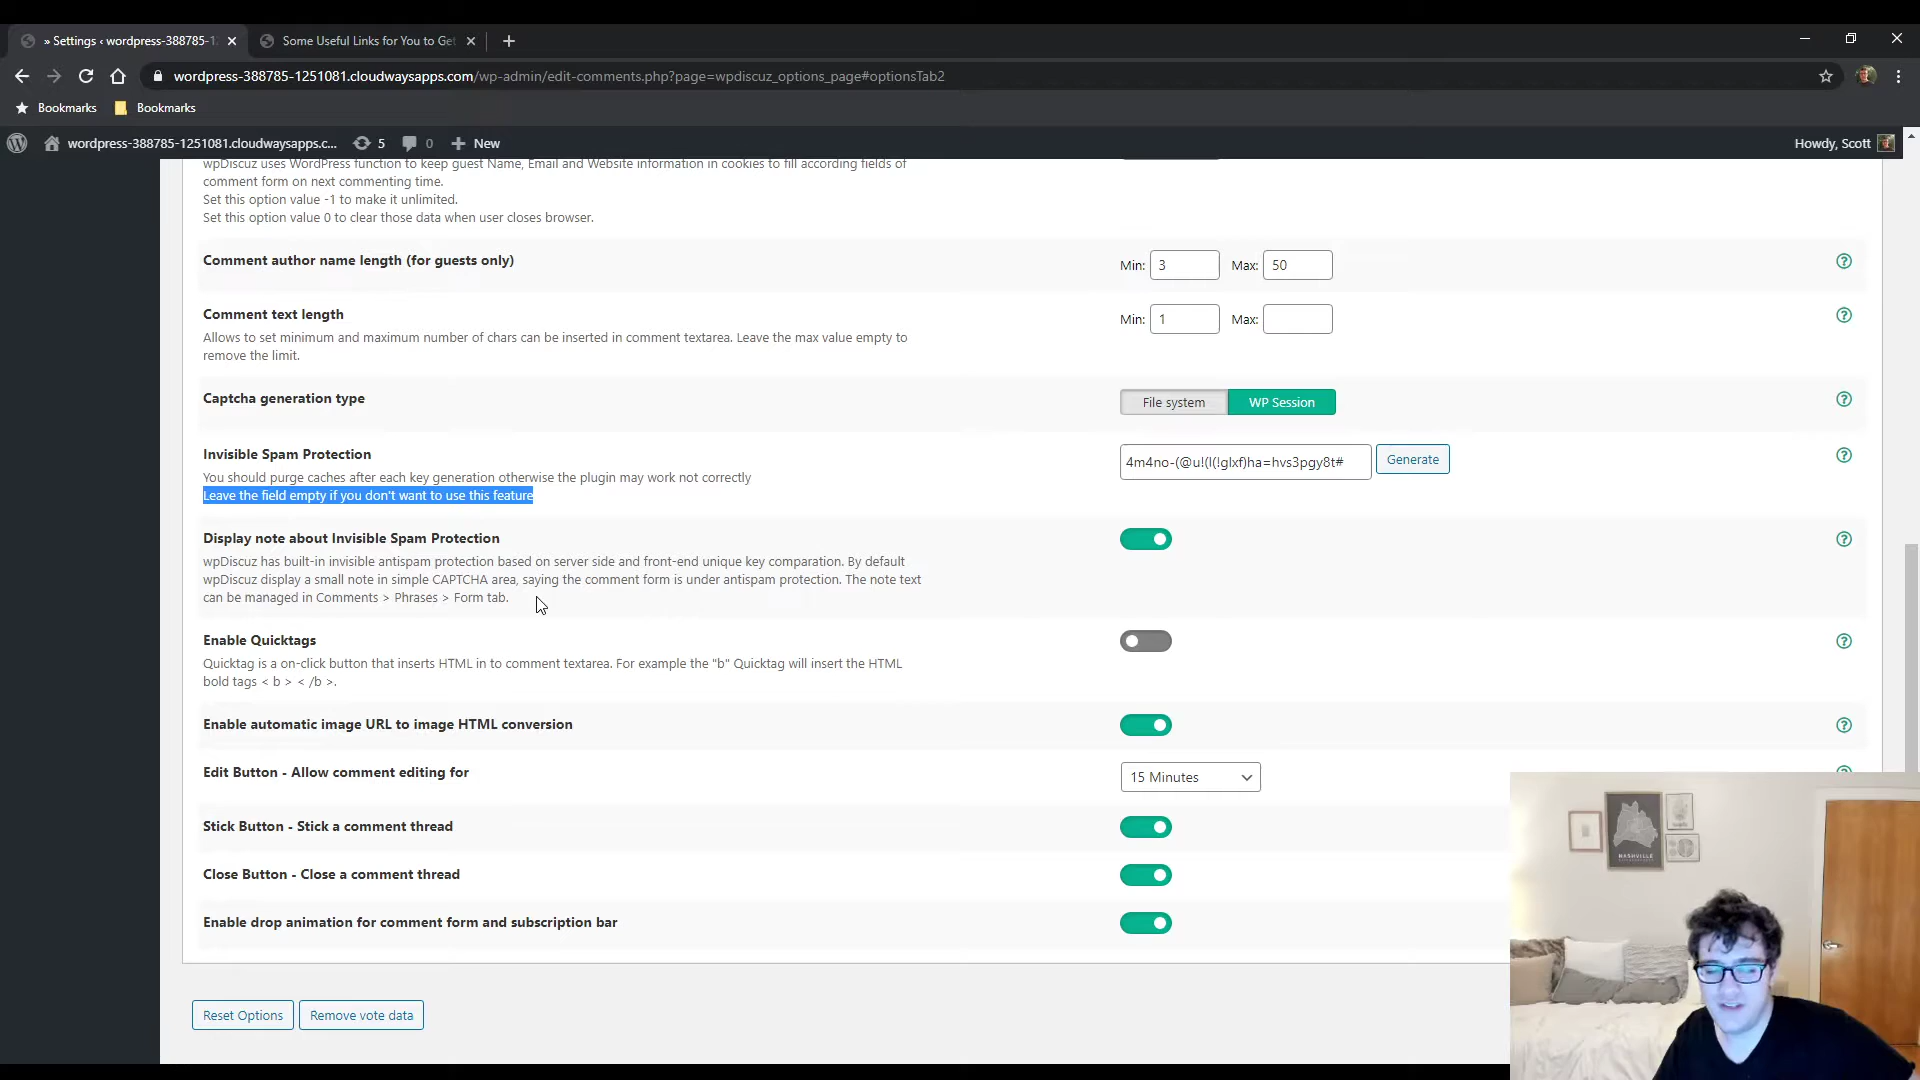 » Settings ‹ wordpress-388785-1
Some Useful Links for You to Get
wordpress-388785-1251081.cloudwaysapps.com/wp-admin/edit-comments.php?page=wpdiscuz_options_page#optionsTab2
Bookmarks
Bookmarks
wordpress-388785-1251081.cloudwaysapps.c...
5
0
New
Howdy, Scott
wpDiscuz uses WordPress function to keep guest Name, Email and Website information in cookies to fill according fields of
comment form on next commenting time.
Set this option value -1 to make it unlimited.
Set this option value 0 to clear those data when user closes browser.
Comment author name length (for guests only)
Min: 3 Max: 50
Comment text length
Min: 1 Max:
Allows to set minimum and maximum number of chars can be inserted in comment textarea. Leave the max value empty to
remove the limit.
Captcha generation type
File system WP Session
Invisible Spam Protection
4m4no-(@u!(l(!glxf)ha=hvs3pgy8t# Generate
You should purge caches after each key generation otherwise the plugin may work not correctly
Leave the field empty if you don't want to use this feature
Display note about Invisible Spam Protection
wpDiscuz has built-in invisible antispam protection based on server side and front-end unique key comparation. By default
wpDiscuz display a small note in simple CAPTCHA area, saying the comment form is under antispam protection. The note text
can be managed in Comments > Phrases > Form tab.
Enable Quicktags
Quicktag is a on-click button that inserts HTML in to comment textarea. For example the "b" Quicktag will insert the HTML
bold tags < b > < /b >.
Enable automatic image URL to image HTML conversion
Edit Button - Allow comment editing for
15 Minutes
Stick Button - Stick a comment thread
Close Button - Close a comment thread
Enable drop animation for comment form and subscription bar
Reset Options Remove vote data
NASHVILLE